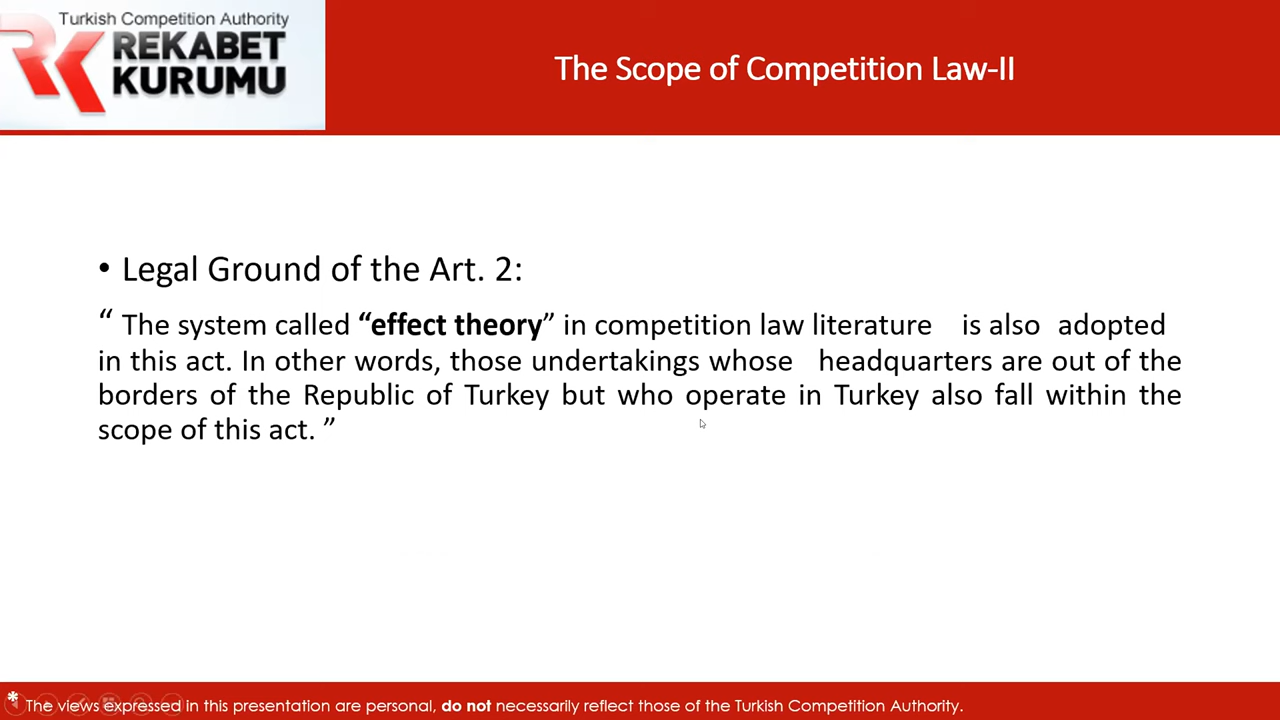 Turkish Competition Authority
REKABET
KURUMU
The Scope of Competition Law-II
• Legal Ground of the Art. 2:
“ The system called “effect theory” in competition law literature is also adopted
in this act. In other words, those undertakings whose headquarters are out of the
borders of the Republic of Turkey but who operate in Turkey also fall within the
scope of this act. ”
* The views expressed in this presentation are personal, do not necessarily reflect those of the Turkish Competition Authority.